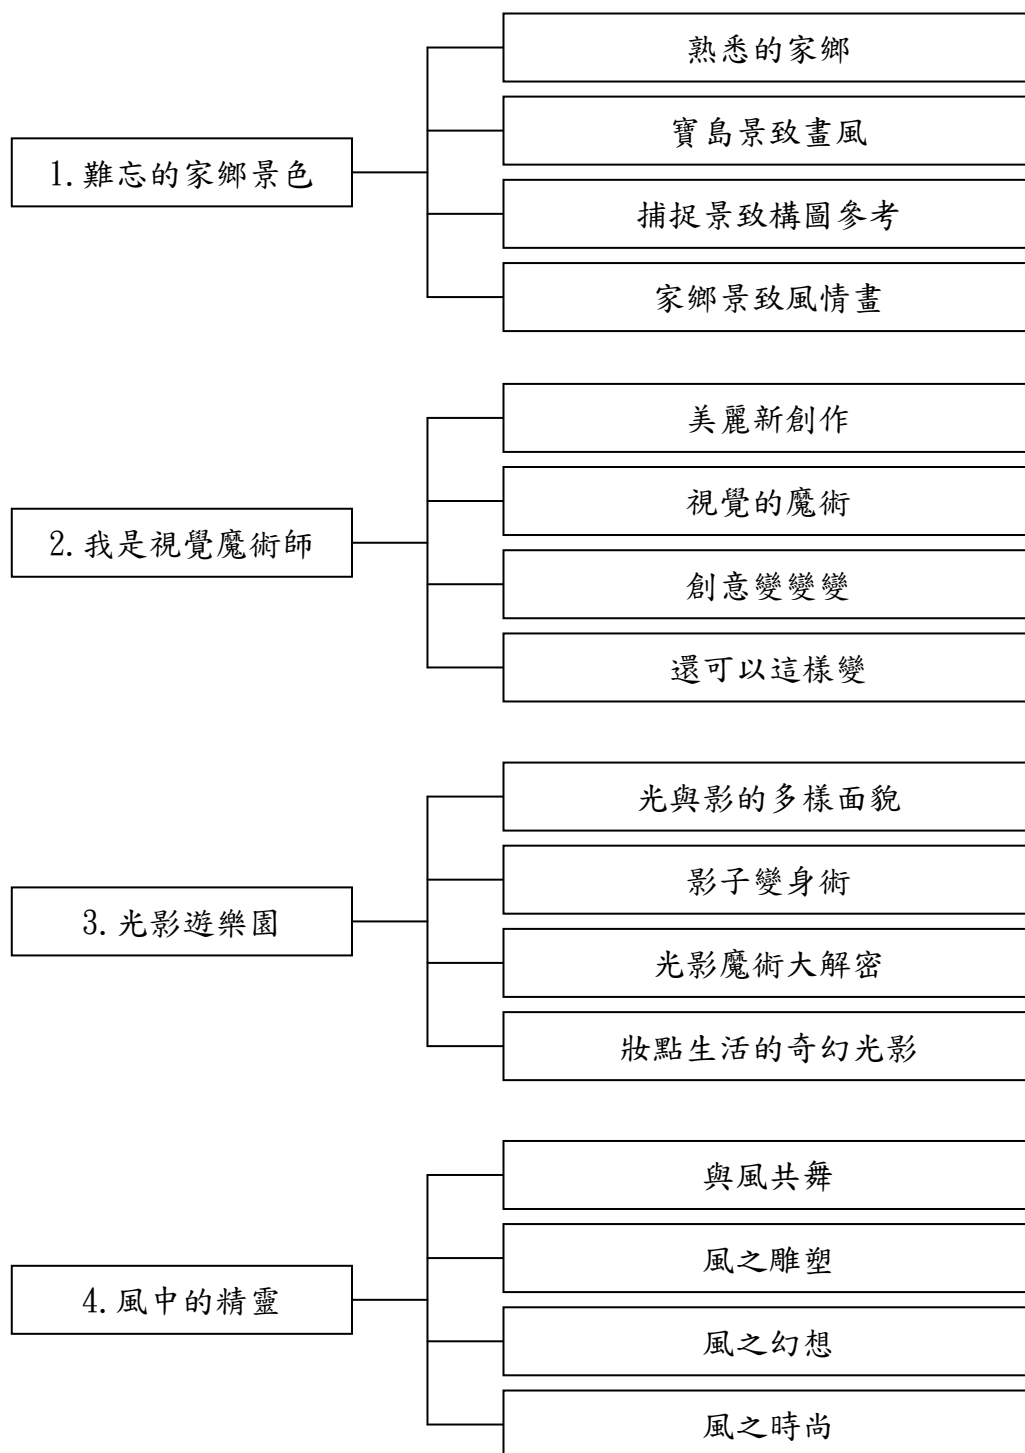 1.難忘的家鄉景色
熟悉的家鄉
寶島景致畫風
捕捉景致構圖參考
家鄉景致風情畫
2.我是視覺魔術師
美麗新創作
視覺的魔術
創意變變變
還可以這樣變
3.光影遊樂園
光與影的多樣面貌
影子變身術
光影魔術大解密
妝點生活的奇幻光影
4.風中的精靈
與風共舞
風之雕塑
風之幻想
風之時尚